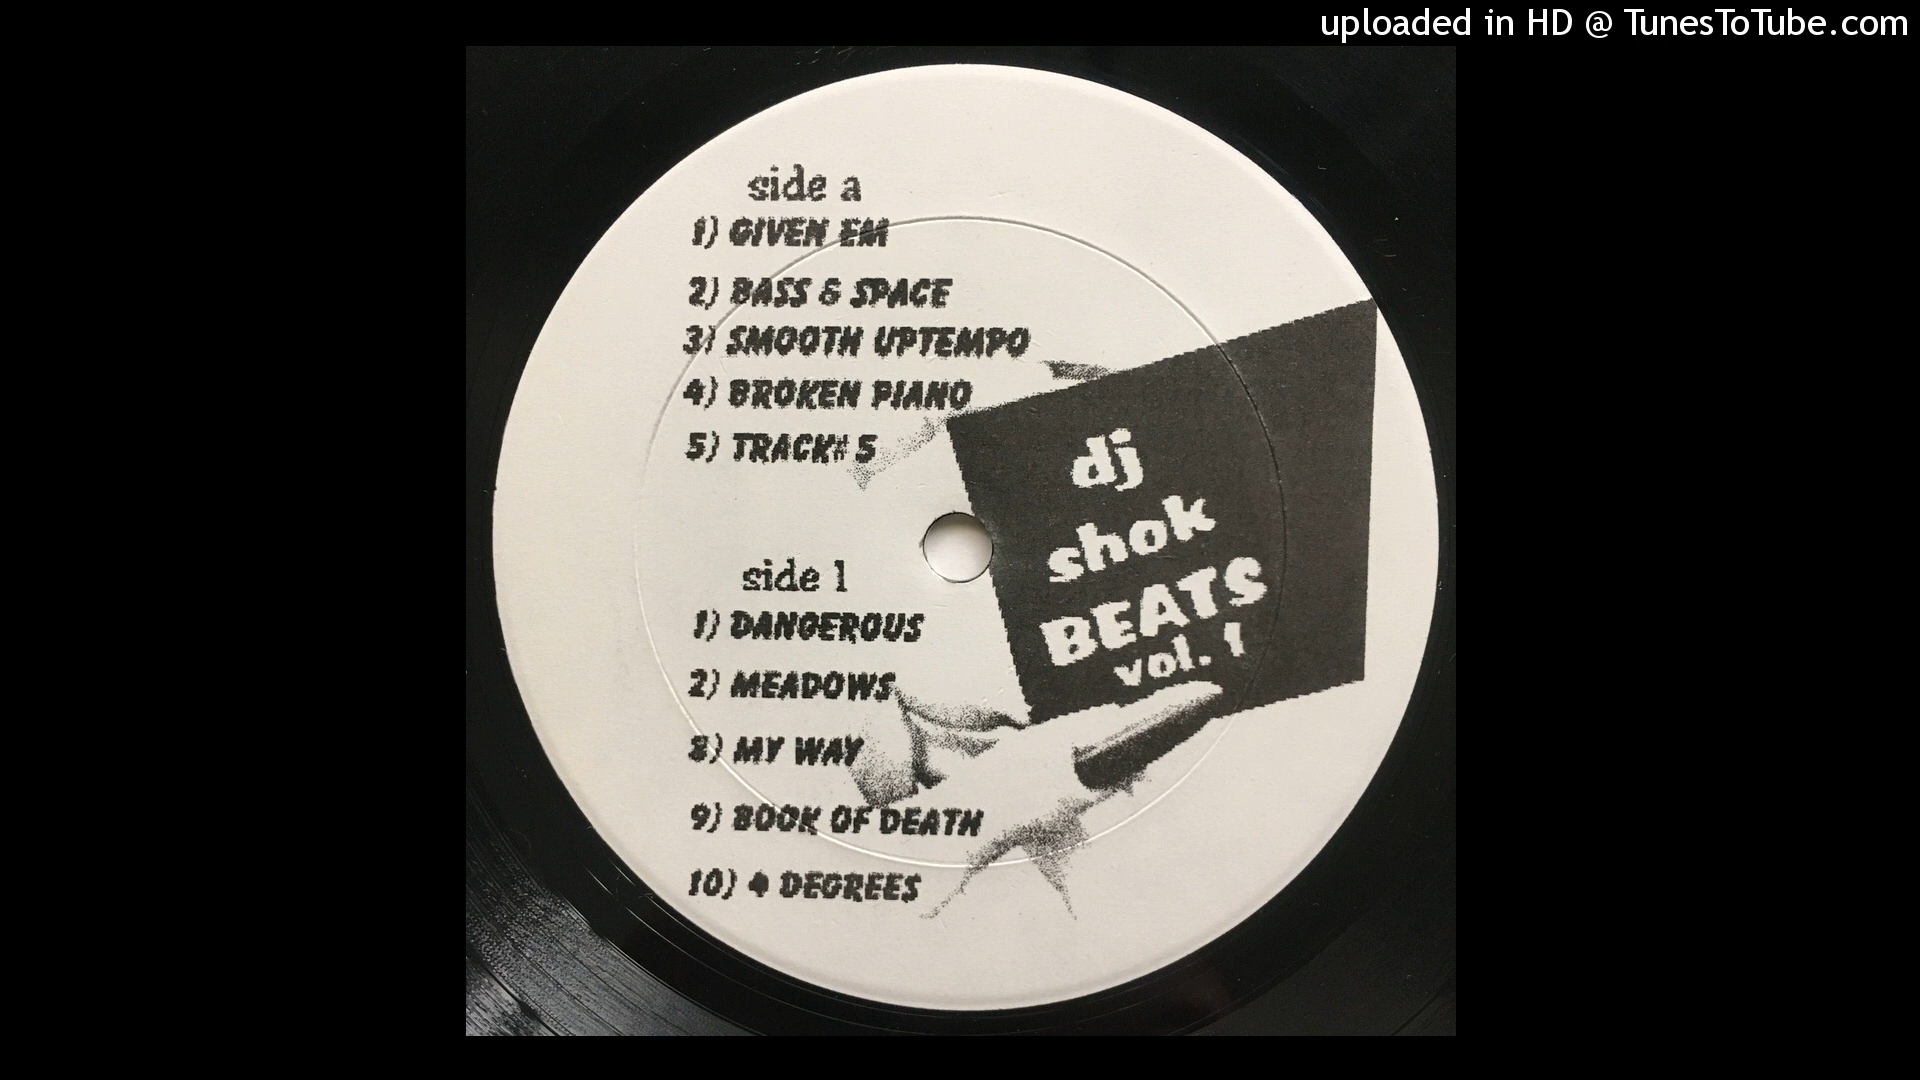 uploaded in HD @ TunesToTube.com
side a
1) GIVEN EM
2) BASS & SPACE
3) SMOOTH UPTEMPO
4) BROKEN PIANO
5) TRACK# 5
side 1
1) DANGEROUS
2) MEADOWS
8) MY WAY
9) BOOK OF DEATH
10) 4 DEGREES
dj
shok
BEATS
vol. 1